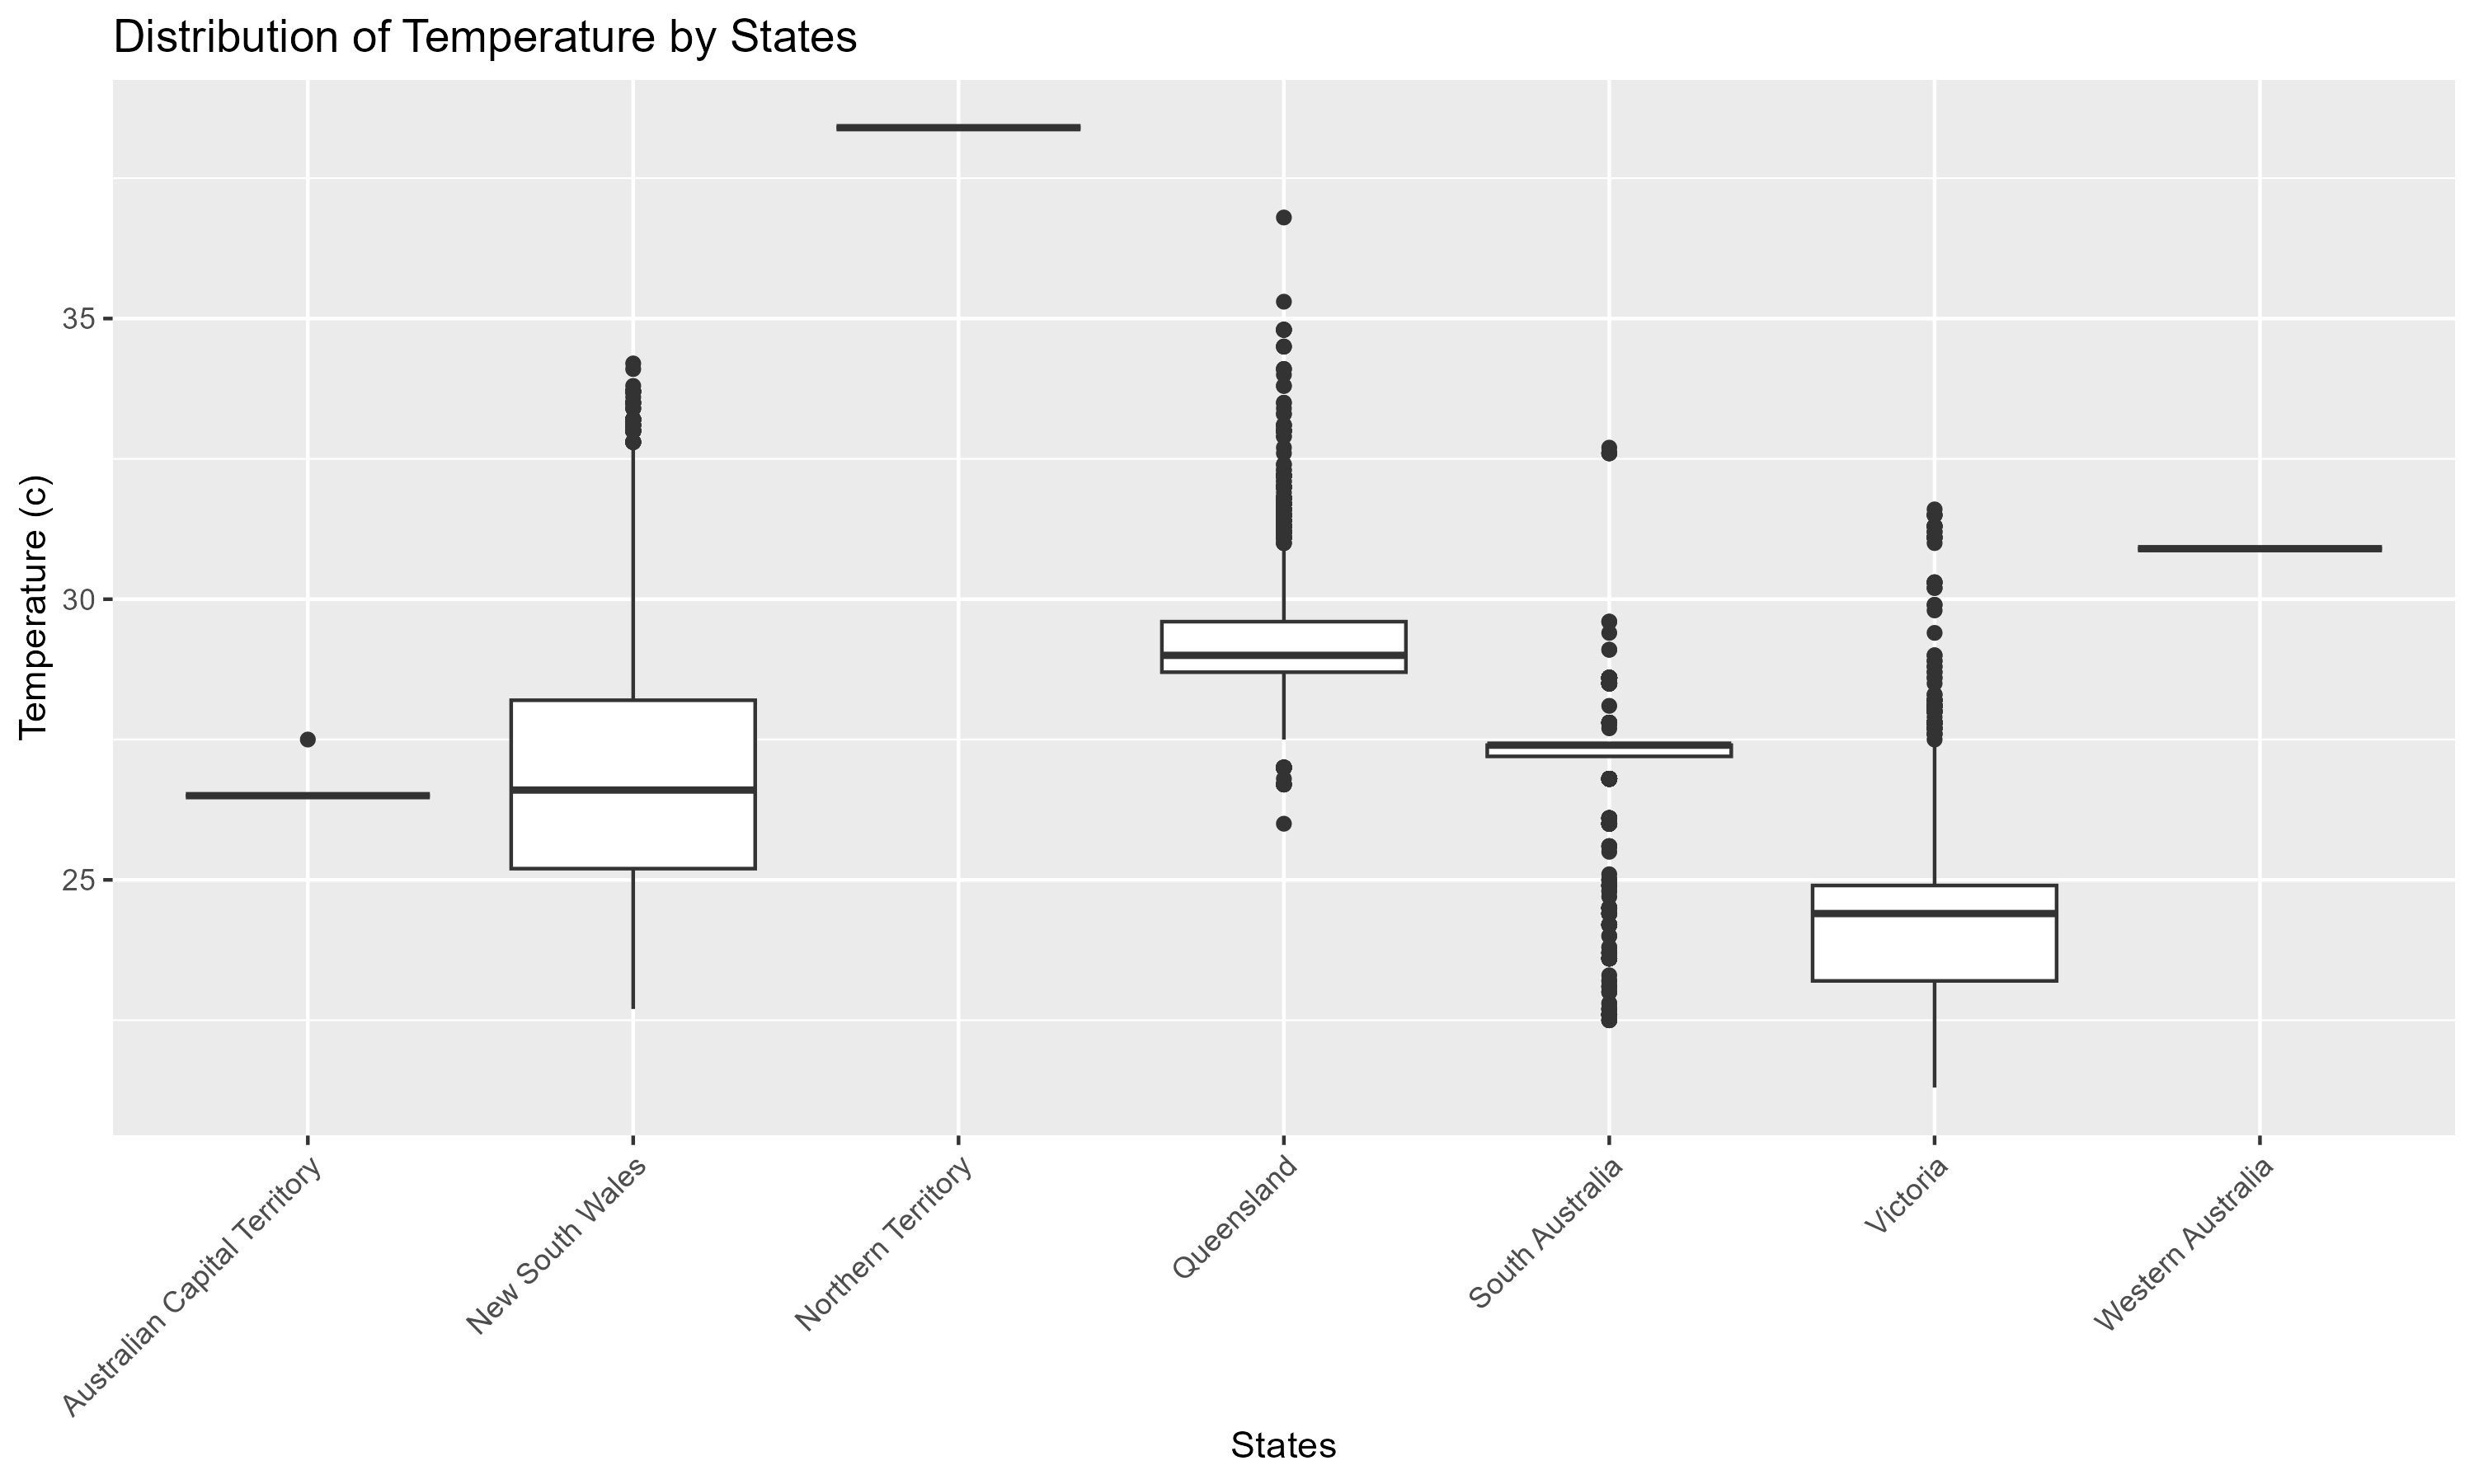 Distribution of Temperature by States
Temperature (c)
35
30
25
Australian Capital Territory
New South Wales
Northern Territory
Queensland
South Australia
Victoria
Western Australia
States